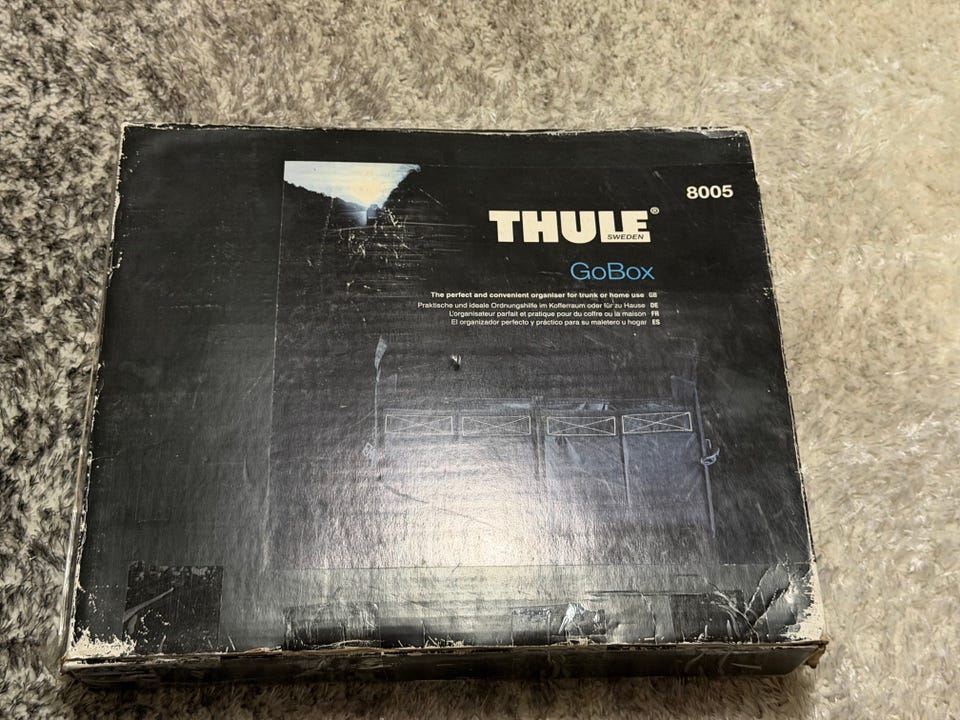 8005
THULE®
SWEDEN
GoBox
The perfect and convenient organiser for trunk or home use GB
Praktische und ideale Ordnungshilfe im Kofferraum oder für zu Hause DE
L'organisateur parfait et pratique pour du coffre ou la maison FR
El organizador perfecto y práctico para su maletero u hogar ES